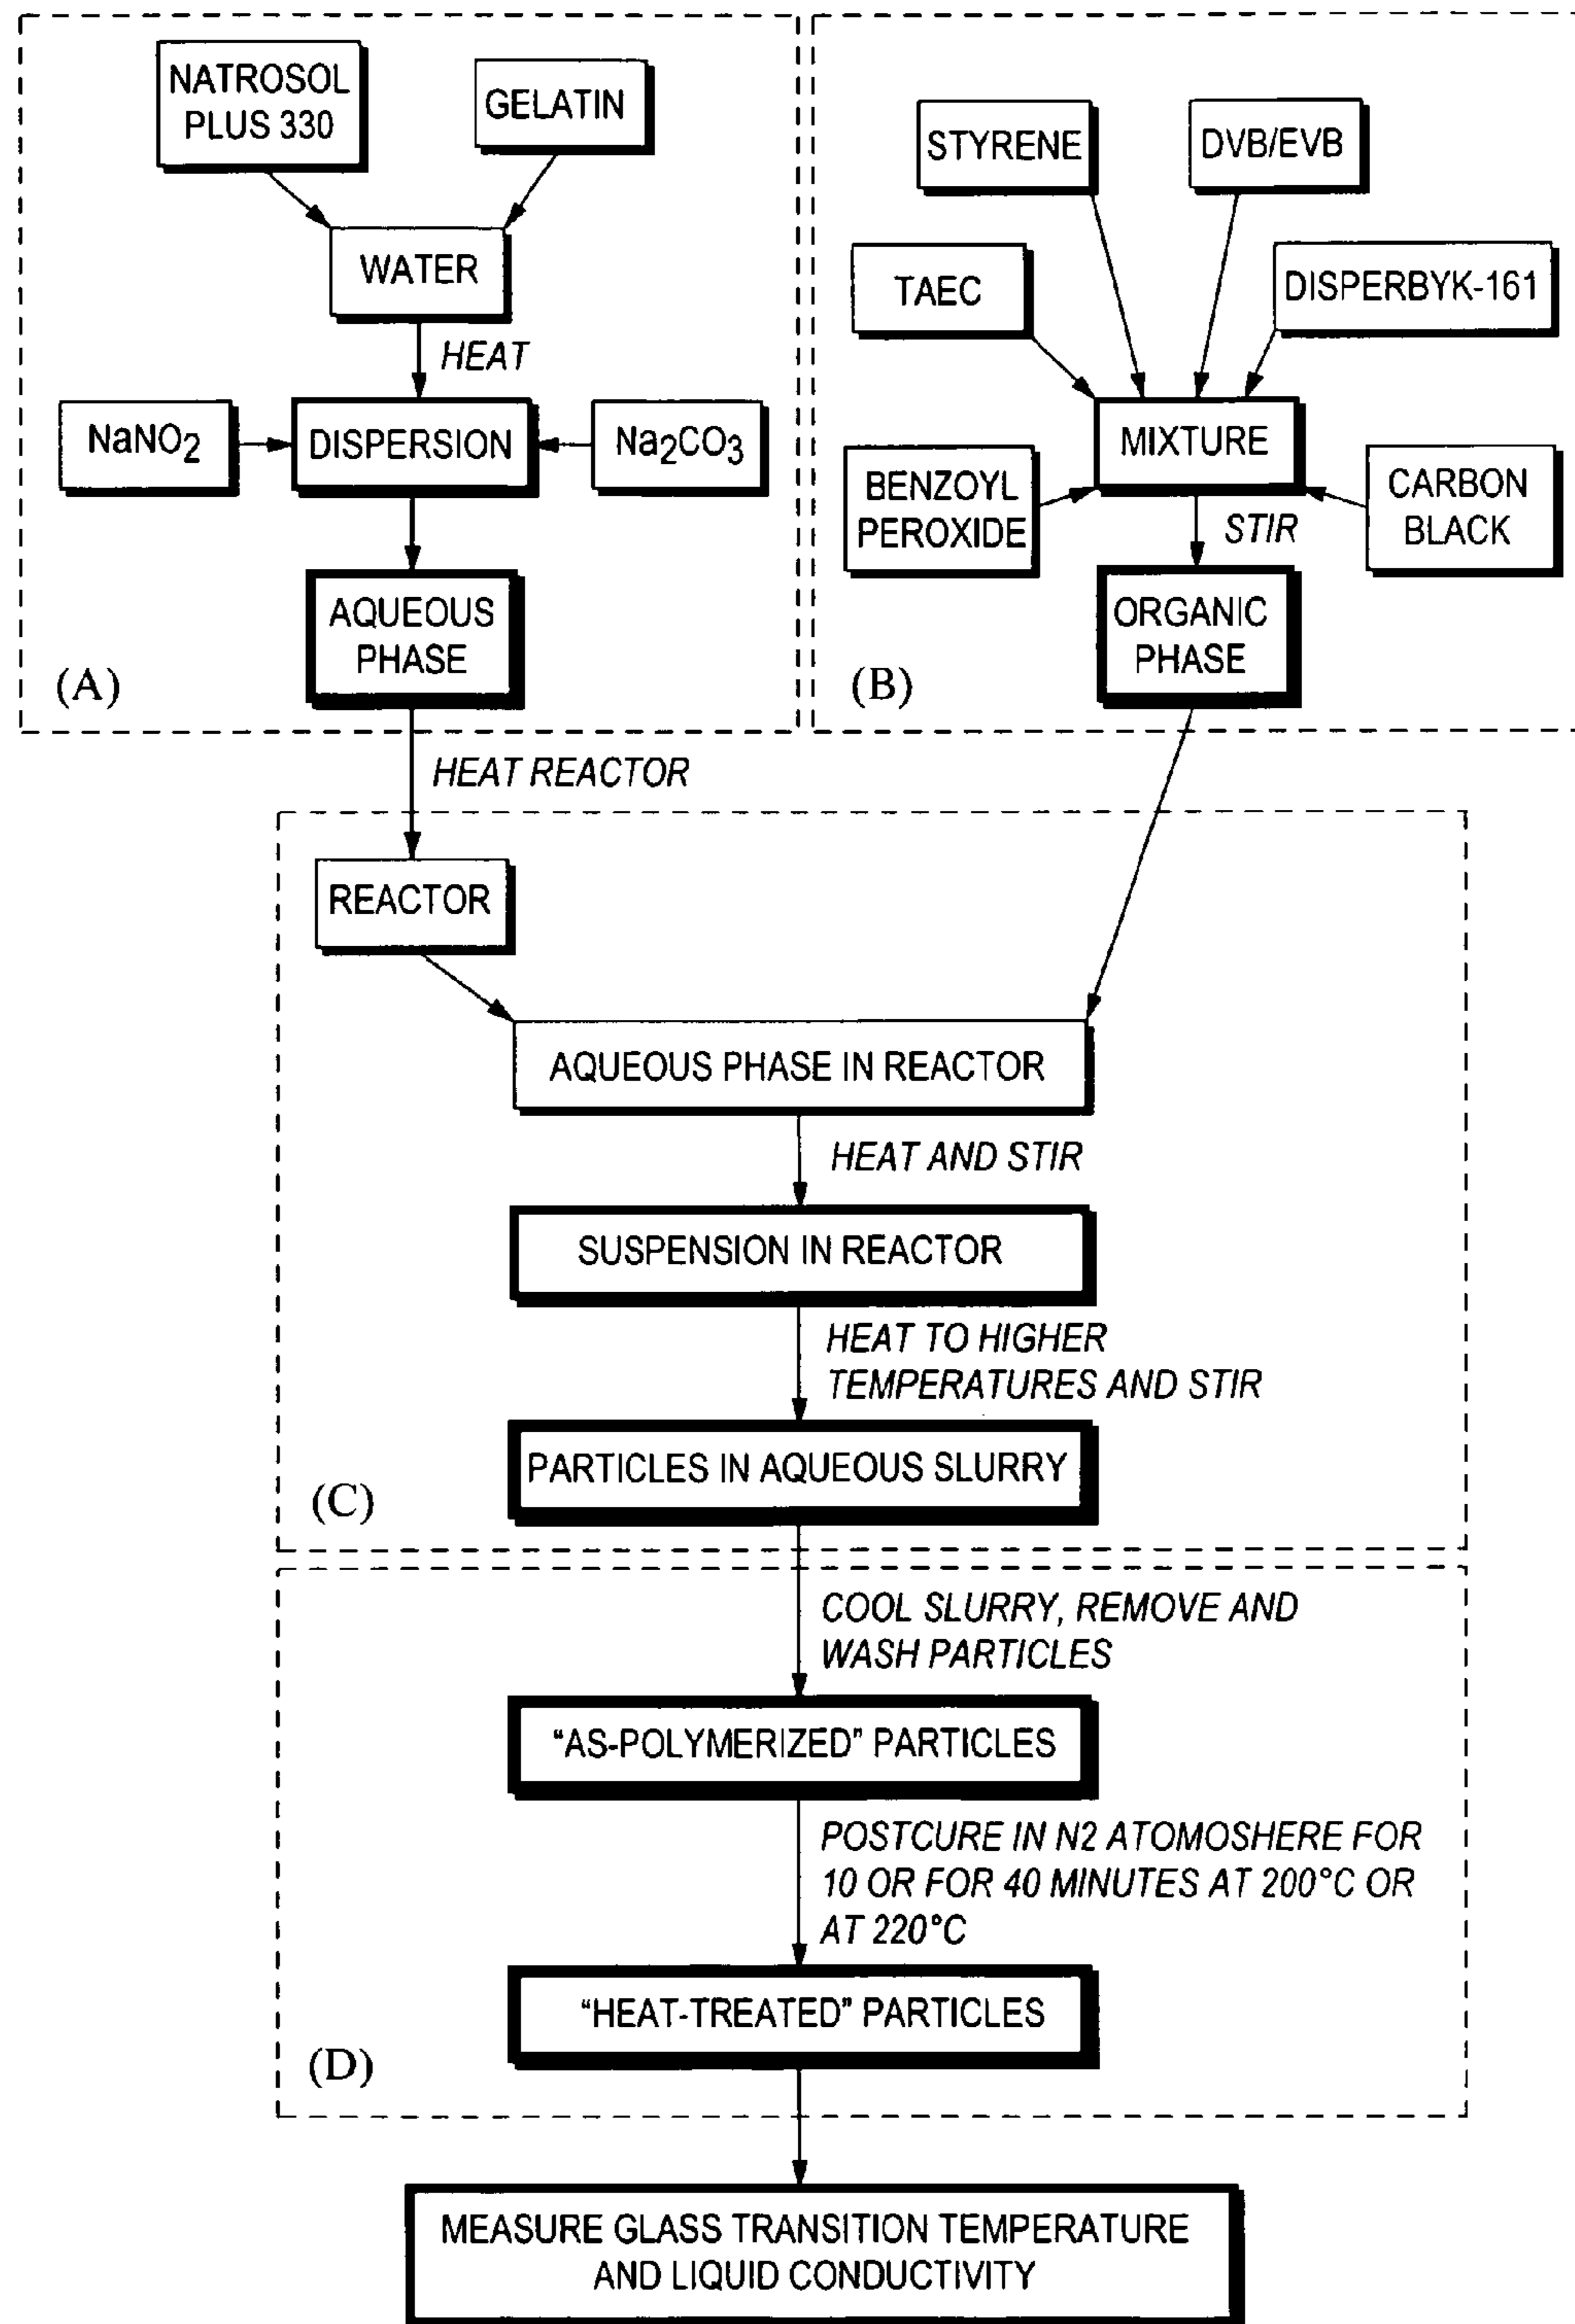 NATROSOL
PLUS 330
GELATIN
WATER
HEAT
NaNO2
DISPERSION
Na2CO3
AQUEOUS
PHASE
(A)
STYRENE
DVB/EVB
TAEC
DISPERBYK-161
MIXTURE
BENZOYL
PEROXIDE
CARBON
BLACK
STIR
ORGANIC
PHASE
(B)
HEAT REACTOR
REACTOR
AQUEOUS PHASE IN REACTOR
HEAT AND STIR
SUSPENSION IN REACTOR
HEAT TO HIGHER
TEMPERATURES AND STIR
PARTICLES IN AQUEOUS SLURRY
(C)
COOL SLURRY, REMOVE AND
WASH PARTICLES
“AS-POLYMERIZED” PARTICLES
POSTCURE IN N2 ATOMOSHERE FOR
10 OR FOR 40 MINUTES AT 200°C OR
AT 220°C
“HEAT-TREATED” PARTICLES
(D)
MEASURE GLASS TRANSITION TEMPERATURE
AND LIQUID CONDUCTIVITY